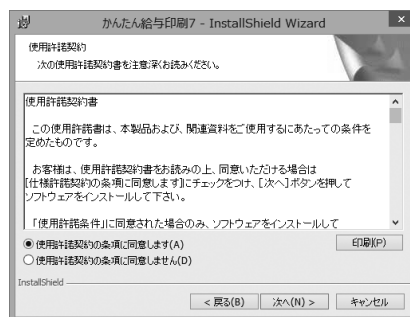 かんたん給与印刷7 - InstallShield Wizard
使用許諾契約
次の使用許諾契約書を注意深くお読みください。
使用許諾契約書
この使用許諾書は、本製品および、関連資料をご使用するにあたっての条件を
定めたものです。
お客様は、使用許諾契約書をお読みの上、同意いただける場合は
[仕様許諾契約の条項に同意します]にチェックをつけ、[次へ]ボタンを押して
ソフトウェアをインストールして下さい。
「使用許諾条件」に同意された場合のみ、ソフトウェアをインストールして
使用許諾契約の条項に同意します(A)
印刷(P)
使用許諾契約の条項に同意しません(D)
InstallShield
< 戻る(B)
次へ(N) >
キャンセル